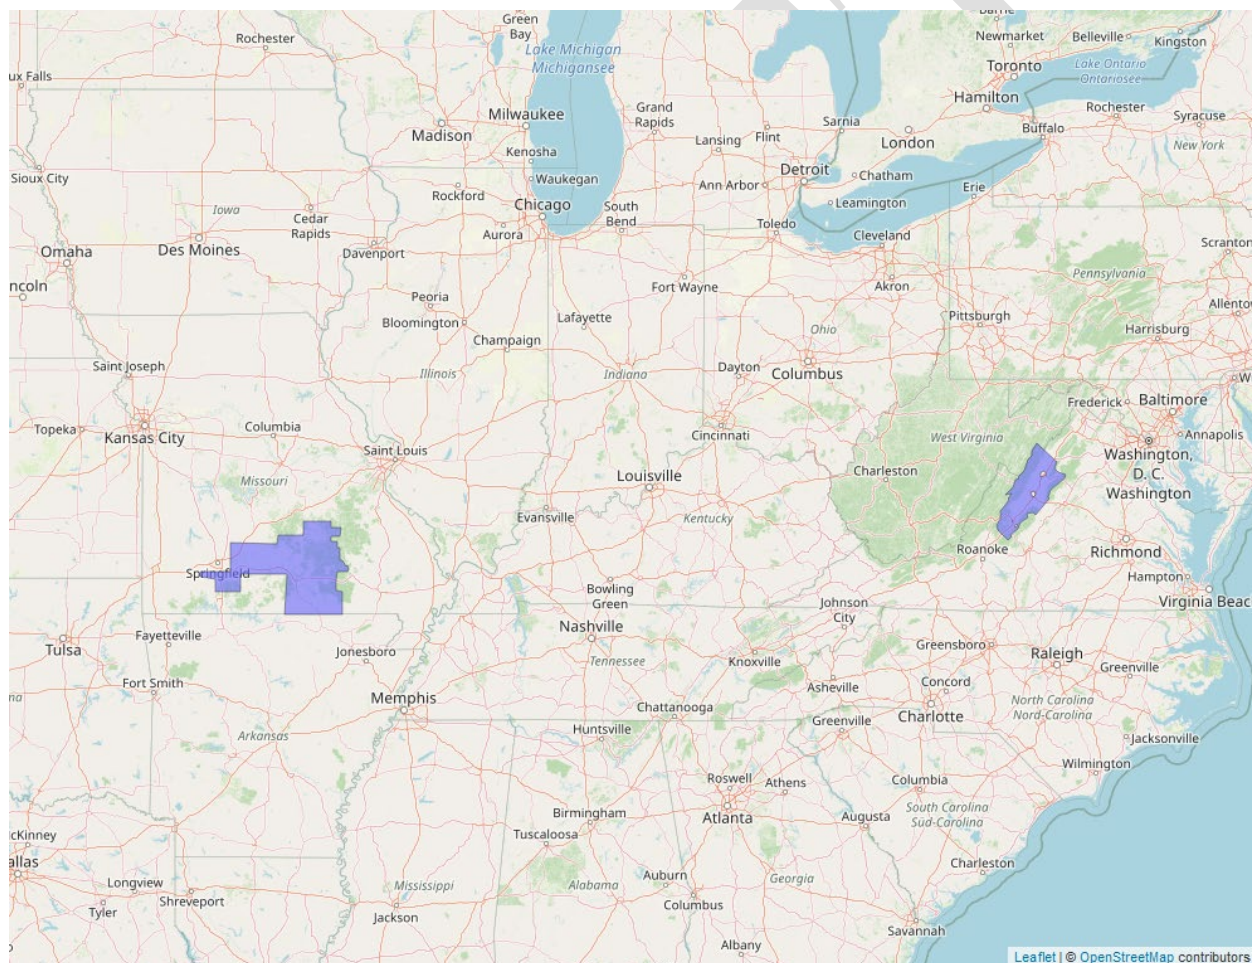 Green
Bay
Barrie
Rochester
Lake Michigan
Michigansee
Newmarket
Belleville
Kingston
Toronto
Lake Ontario
Ontariosee
ux Falls
Grand
Rapids
Hamilton
Rochester
Syracuse
Milwaukee
Madison
Sarnia
Lansing
Flint
London
Buffalo
New York
Kenosha
Sioux City
Waukegan
Detroit
Chatham
Rockford
Ann Arbor
Erie
Iowa
Chicago
South
Bend
Leamington
Cedar
Rapids
Aurora
Toledo
Cleveland
Omaha
Des Moines
Davenport
Scranton
Pennsylvania
ncoln
Fort Wayne
Akron
Peoria
Allento
Bloomington
Lafayette
Pittsburgh
Ohio
Harrisburg
Champaign
Saint Joseph
Illinois
Indiana
Dayton
Columbus
W
Frederick
Baltimore
Topeka
Kansas City
Columbia
Cincinnati
West Virginia
Annapolis
Saint Louis
Washington,
D. C.
Washington
Missouri
Louisville
Charleston
Evansville
Kentucky
Richmond
Roanoke
Springfield
Hampton
Bowling
Green
Virginia Beac
Johnson
City
Fayetteville
Nashville
Tulsa
Jonesboro
Greensboro
Raleigh
Tennessee
Knoxville
Greenville
na
Fort Smith
Asheville
Concord
Memphis
Chattanooga
North Carolina
Nord-Carolina
Huntsville
Greenville
Charlotte
Arkansas
Jacksonville
Wilmington
Roswell
Athens
Columbia
Birmingham
Atlanta
Augusta
South Carolina
Süd-Carolina
cKinney
Tuscaloosa
allas
Charleston
Longview
Mississippi
Alabama
Auburn
Georgia
Tyler
Shreveport
Jackson
Columbus
Savannah
Albany
Leaflet | © OpenStreetMap contributors